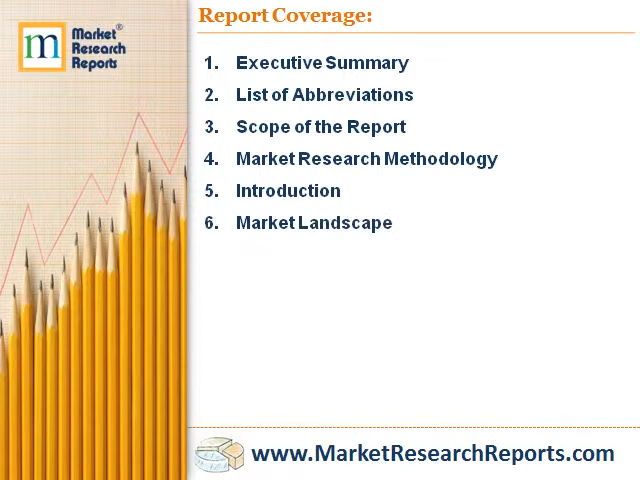 Report Coverage:
m
Market®
Research
Reports
1. Executive Summary
2. List of Abbreviations
3. Scope of the Report
4. Market Research Methodology
5. Introduction
6. Market Landscape
www.MarketResearchReports.com